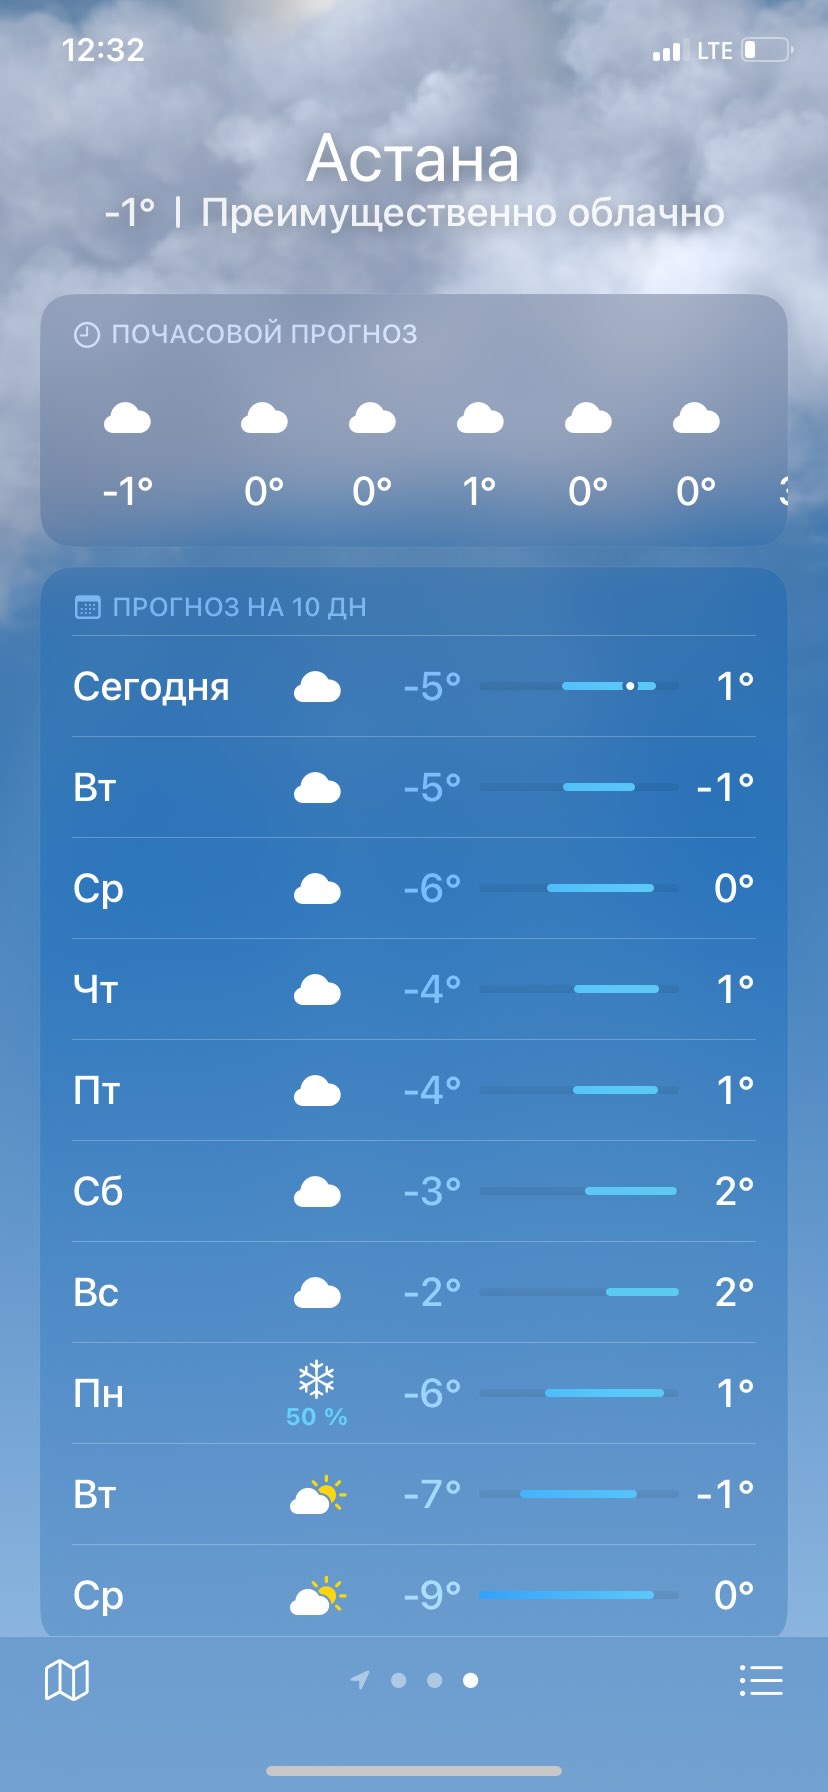 12:32 LTE
Астана
-1° | Преимущественно облачно
ПОЧАСОВОЙ ПРОГНОЗ
-1° 0° 0° 1° 0° 0°
ПРОГНОЗ НА 10 ДН
Сегодня -5° 1°
Вт -5° -1°
Ср -6° 0°
Чт -4° 1°
Пт -4° 1°
Сб -3° 2°
Вс -2° 2°
Пн 50 % -6° 1°
Вт -7° -1°
Ср -9° 0°